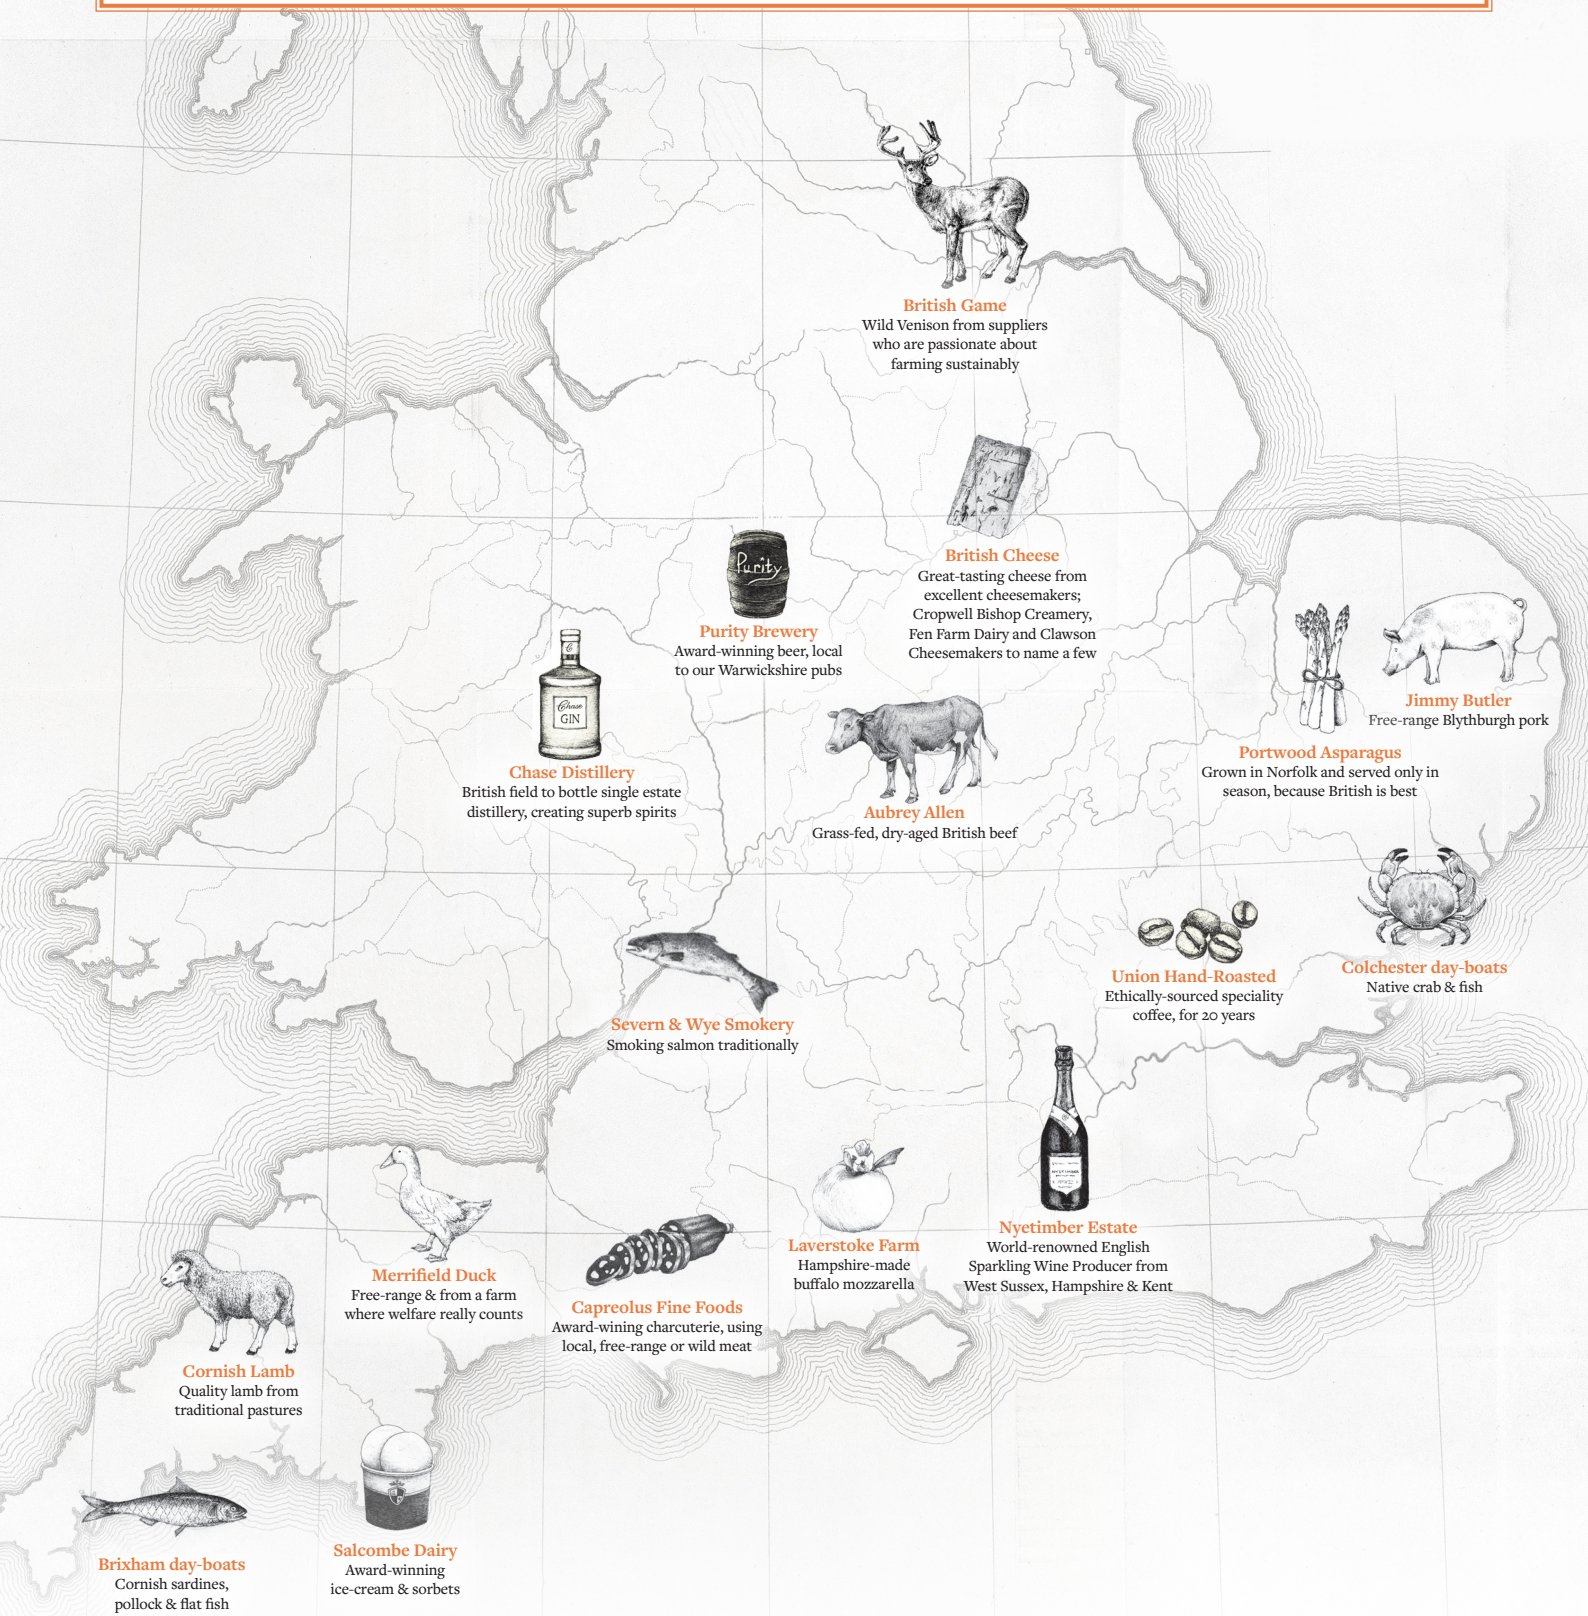 British Game
Wild Venison from suppliers
who are passionate about
farming sustainably
British Cheese
Great-tasting cheese from
excellent cheesemakers;
Cropwell Bishop Creamery,
Fen Farm Dairy and Clawson
Cheesemakers to name a few
Purity
Purity Brewery
Award-winning beer, local
to our Warwickshire pubs
Jimmy Butler
Free-range Blythburgh pork
Portwood Asparagus
Grown in Norfolk and served only in
season, because British is best
Chase
GIN
Chase Distillery
British field to bottle single estate
distillery, creating superb spirits
Aubrey Allen
Grass-fed, dry-aged British beef
Union Hand-Roasted
Ethically-sourced speciality
coffee, for 20 years
Colchester day-boats
Native crab & fish
Severn & Wye Smokery
Smoking salmon traditionally
Nyetimber Estate
World-renowned English
Sparkling Wine Producer from
West Sussex, Hampshire & Kent
Laverstoke Farm
Hampshire-made
buffalo mozzarella
Merrifield Duck
Free-range & from a farm
where welfare really counts
Capreolus Fine Foods
Award-wining charcuterie, using
local, free-range or wild meat
Cornish Lamb
Quality lamb from
traditional pastures
Salcombe Dairy
Award-winning
ice-cream & sorbets
Brixham day-boats
Cornish sardines,
pollock & flat fish